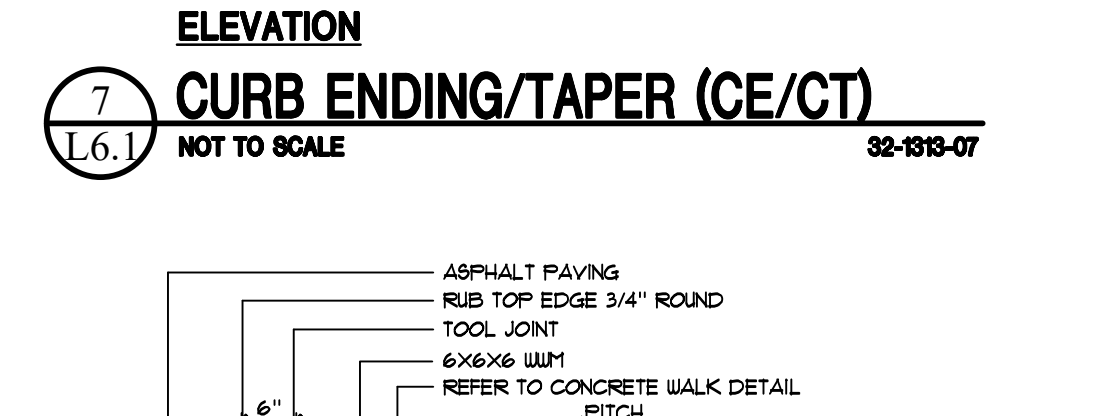 ELEVATION
7
CURB ENDING/TAPER (CE/CT)
L6.1
NOT TO SCALE
32-1313-07
ASPHALT PAVING
RUB TOP EDGE 3/4" ROUND
TOOL JOINT
6X6X6 WWM
REFER TO CONCRETE WALK DETAIL
6"
PITCH